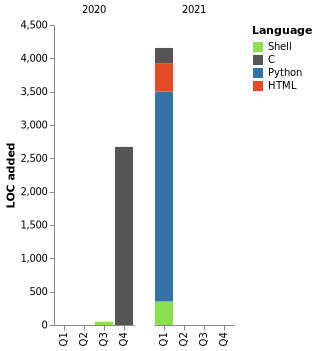 2020
2021
Language
Shell
C
Python
HTML
LOC added
4,500
4,000
3,500
3,000
2,500
2,000
1,500
1,000
500
0
Q1
Q2
Q3
Q4
Q1
Q2
Q3
Q4